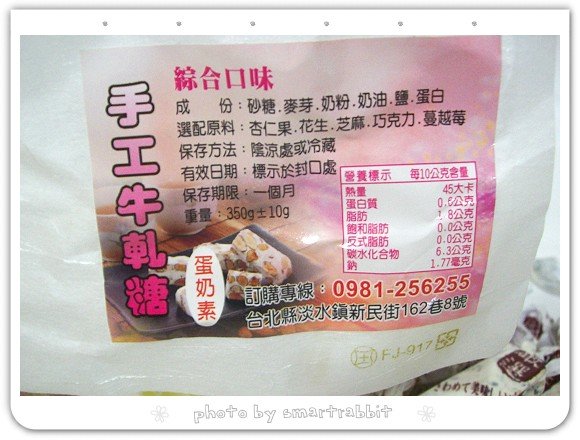 綜合口味
手工牛軋糖
成 份：砂糖.麥芽.奶粉.奶油.鹽.蛋白
選配原料：杏仁果.花生.芝麻.巧克力.蔓越莓
保存方法：陰涼處或冷藏
有效日期：標示於封口處
保存期限：一個月
重量：350g±10g
營養標示 每10公克含量
熱量 45大卡
蛋白質 0.6公克
脂肪 1.8公克
飽和脂肪 0.0公克
反式脂肪 0.0公克
碳水化合物 6.3公克
鈉 1.77毫克
蛋奶素
訂購專線：0981-256255
台北縣淡水鎮新民街162巷8號
FJ-917
きわめて美味しい
photo by smartrabbit